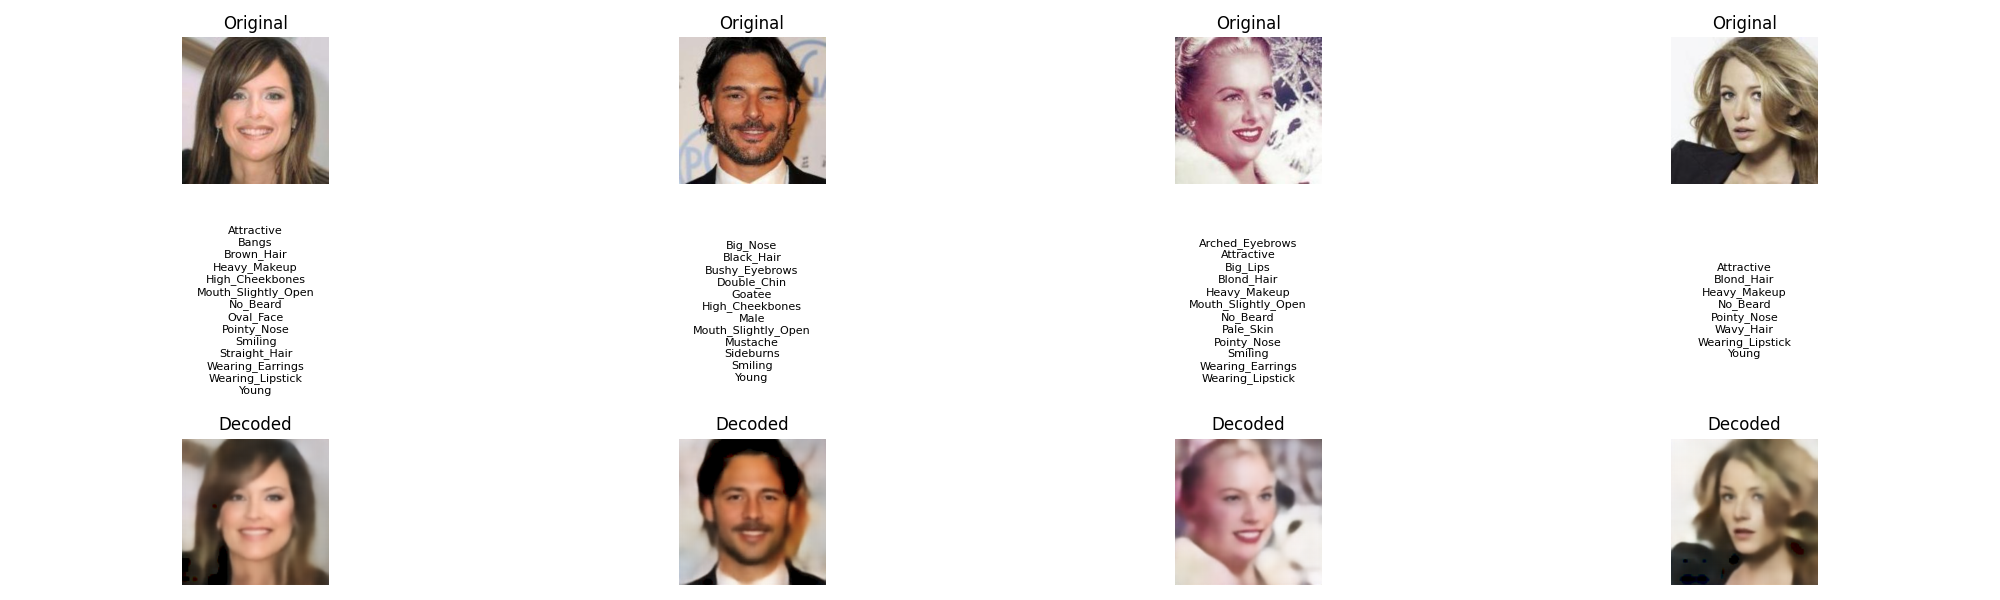 Original
Original
Original
Original
Attractive
Bangs
Brown_Hair
Heavy_Makeup
High_Cheekbones
Mouth_Slightly_Open
No_Beard
Oval_Face
Pointy_Nose
Smiling
Straight_Hair
Wearing_Earrings
Wearing_Lipstick
Young
Big_Nose
Black_Hair
Bushy_Eyebrows
Double_Chin
Goatee
High_Cheekbones
Male
Mouth_Slightly_Open
Mustache
Sideburns
Smiling
Young
Arched_Eyebrows
Attractive
Big_Lips
Blond_Hair
Heavy_Makeup
Mouth_Slightly_Open
No_Beard
Pale_Skin
Pointy_Nose
Smiling
Wearing_Earrings
Wearing_Lipstick
Attractive
Blond_Hair
Heavy_Makeup
No_Beard
Pointy_Nose
Wavy_Hair
Wearing_Lipstick
Young
Decoded
Decoded
Decoded
Decoded